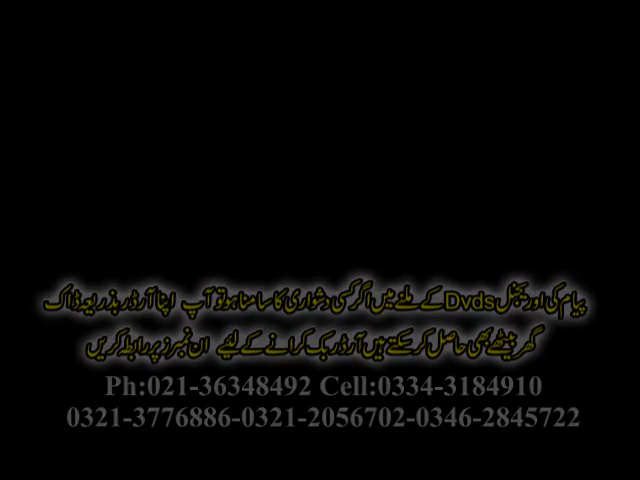 پیام کی اوریجنل Dvds کے ملنے میں اگر کسی دشواری کا سامنا ہو تو آپ اپنا آرڈر بذریعہ ڈاک
گھر بیٹھے بھی حاصل کر سکتے ہیں آرڈر بک کرانے کے لیئے ان نمبرز پر رابطہ کریں
Ph:021-36348492 Cell:0334-3184910
0321-3776886-0321-2056702-0346-2845722